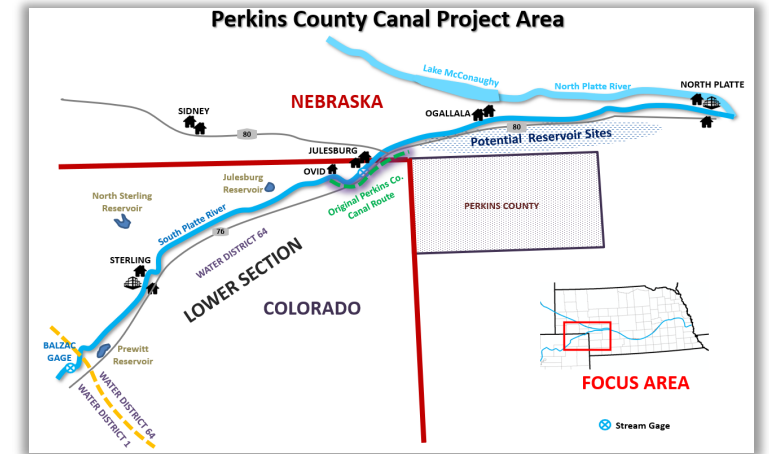 Perkins County Canal Project Area
Lake McConaughy
North Platte River
NORTH PLATTE
NEBRASKA
SIDNEY
OGALLALA
80
80
Potential Reservoir Sites
JULESBURG
OVID
Julesburg
Reservoir
Original Perkins Co.
Canal Route
North Sterling
Reservoir
PERKINS COUNTY
South Platte River
76
WATER DISTRICT 64
STERLING
LOWER SECTION
COLORADO
BALZAC
GAGE
Prewitt
Reservoir
WATER DISTRICT 64
WATER DISTRICT 1
FOCUS AREA
Stream Gage